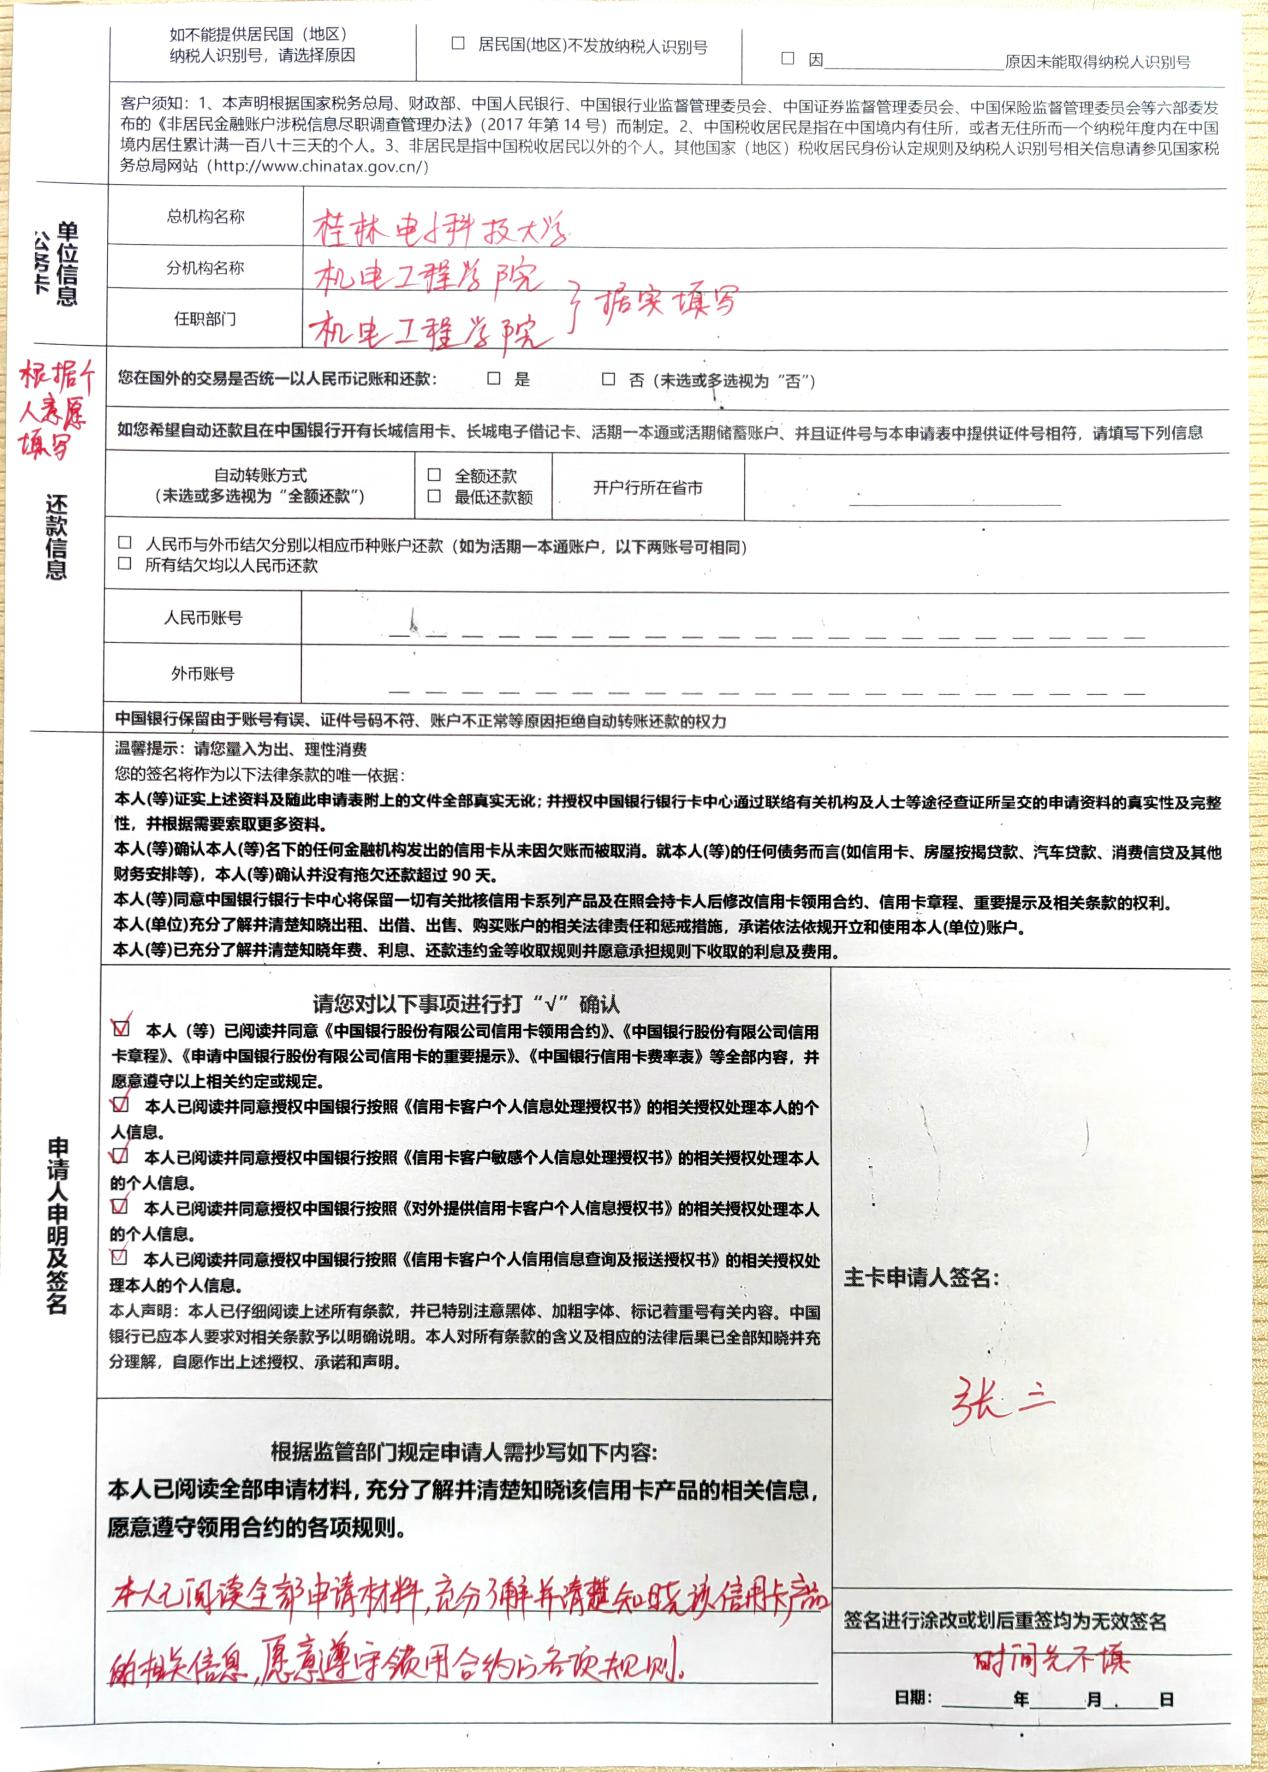 如不能提供居民国（地区）
纳税人识别号，请选择原因
□ 居民国(地区)不发放纳税人识别号
□ 因____________________原因未能取得纳税人识别号
客户须知：1、本声明根据国家税务总局、财政部、中国人民银行、中国银行业监督管理委员会、中国证券监督管理委员会、中国保险监督管理委员会等六部委发
布的《非居民金融账户涉税信息尽职调查管理办法》（2017 年第 14 号）而制定。2、中国税收居民是指在中国境内有住所，或者无住所而一个纳税年度内在中国
境内居住累计满一百八十三天的个人。3、非居民是指中国税收居民以外的个人。其他国家（地区）税收居民身份认定规则及纳税人识别号相关信息请参见国家税
务总局网站（http://www.chinatax.gov.cn/）
公务卡
单位信息
总机构名称
桂林电子科技大学
分机构名称
机电工程学院
任职部门
机电工程学院
据实填写
根据个
人意愿
填写
还款信息
您在国外的交易是否统一以人民币记账和还款： □ 是 □ 否（未选或多选视为“否”）
如您希望自动还款且在中国银行开有长城信用卡、长城电子借记卡、活期一本通或活期储蓄账户、并且证件号与本申请表中提供证件号相符，请填写下列信息
自动转账方式
（未选或多选视为“全额还款”）
□ 全额还款
□ 最低还款额
开户行所在省市
□ 人民币与外币结欠分别以相应币种账户还款（如为活期一本通账户，以下两账号可相同）
□ 所有结欠均以人民币还款
人民币账号
外币账号
中国银行保留由于账号有误、证件号码不符、账户不正常等原因拒绝自动转账还款的权力
申请人申明及签名
温馨提示：请您量入为出、理性消费
您的签名将作为以下法律条款的唯一依据：
本人(等)证实上述资料及随此申请表附上的文件全部真实无讹；并授权中国银行银行卡中心通过联络有关机构及人士等途径查证所呈交的申请资料的真实性及完整
性，并根据需要索取更多资料。
本人(等)确认本人(等)名下的任何金融机构发出的信用卡从未因欠账而被取消。就本人(等)的任何债务而言(如信用卡、房屋按揭贷款、汽车贷款、消费信贷及其他
财务安排等)，本人(等)确认并没有拖欠还款超过 90 天。
本人(等)同意中国银行银行卡中心将保留一切有关批核信用卡系列产品及在照会持卡人后修改信用卡领用合约、信用卡章程、重要提示及相关条款的权利。
本人(单位)充分了解并清楚知晓出租、出借、出售、购买账户的相关法律责任和惩戒措施，承诺依法依规开立和使用本人(单位)账户。
本人(等)已充分了解并清楚知晓年费、利息、还款违约金等收取规则并愿意承担规则下收取的利息及费用。
请您对以下事项进行打“√”确认
☑ 本人（等）已阅读并同意《中国银行股份有限公司信用卡领用合约》、《中国银行股份有限公司信用
卡章程》、《申请中国银行股份有限公司信用卡的重要提示》、《中国银行信用卡费率表》等全部内容，并
愿意遵守以上相关约定或规定。
☑ 本人已阅读并同意授权中国银行按照《信用卡客户个人信息处理授权书》的相关授权处理本人的个
人信息。
☑ 本人已阅读并同意授权中国银行按照《信用卡客户敏感个人信息处理授权书》的相关授权处理本人
的个人信息。
☑ 本人已阅读并同意授权中国银行按照《对外提供信用卡客户个人信息授权书》的相关授权处理本人
的个人信息。
☑ 本人已阅读并同意授权中国银行按照《信用卡客户个人信用信息查询及报送授权书》的相关授权处
理本人的个人信息。
本人声明：本人已仔细阅读上述所有条款，并已特别注意黑体、加粗字体、标记着重号有关内容。中国
银行已应本人要求对相关条款予以明确说明。本人对所有条款的含义及相应的法律后果已全部知晓并充
分理解，自愿作出上述授权、承诺和声明。
主卡申请人签名：
张三
根据监管部门规定申请人需抄写如下内容：
本人已阅读全部申请材料，充分了解并清楚知晓该信用卡产品的相关信息，
愿意遵守领用合约的各项规则。
本人已阅读全部申请材料，充分了解并清楚知晓该信用卡产品
的相关信息，愿意遵守领用合约的各项规则。
签名进行涂改或划后重签均为无效签名
时间先不填
日期：________年______月______日